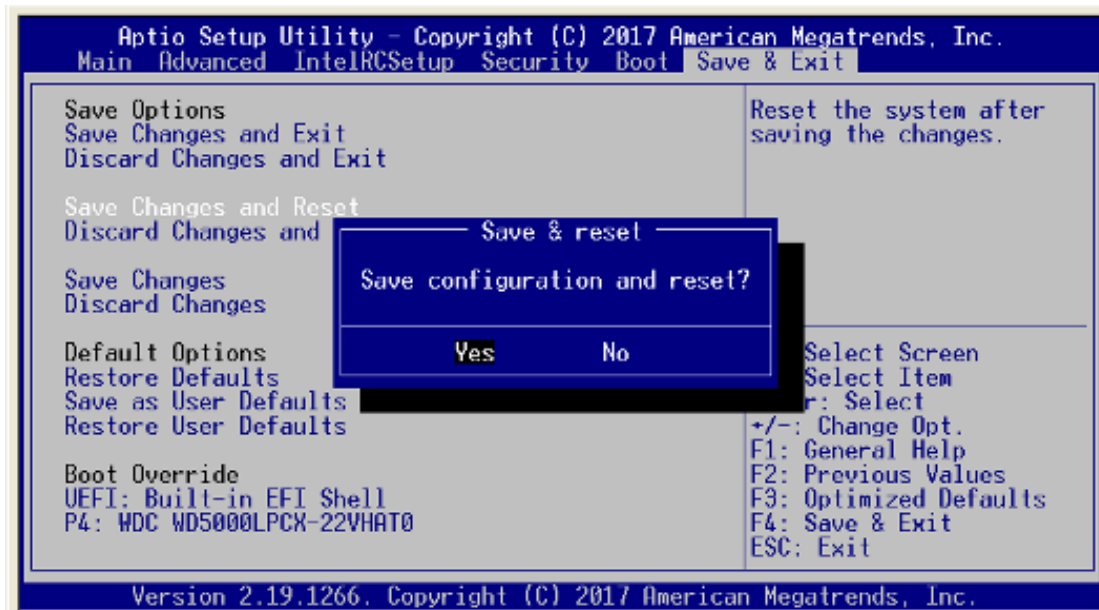 Aptio Setup Utility - Copyright (C) 2017 American Megatrends, Inc.
Main Advanced IntelRCSetup Security Boot Save & Exit
Save Options
Save Changes and Exit
Discard Changes and Exit
Save Changes and Reset
Discard Changes and
Save Changes
Discard Changes
Default Options
Restore Defaults
Save as User Defaults
Restore User Defaults
Boot Override
UEFI: Built-in EFI Shell
P4: WDC WD5000LPCX-22VHAT0
Save & reset
Save configuration and reset?
Yes No
Reset the system after
saving the changes.
Select Screen
Select Item
r: Select
+/-: Change Opt.
F1: General Help
F2: Previous Values
F3: Optimized Defaults
F4: Save & Exit
ESC: Exit
Version 2.19.1266. Copyright (C) 2017 American Megatrends, Inc.